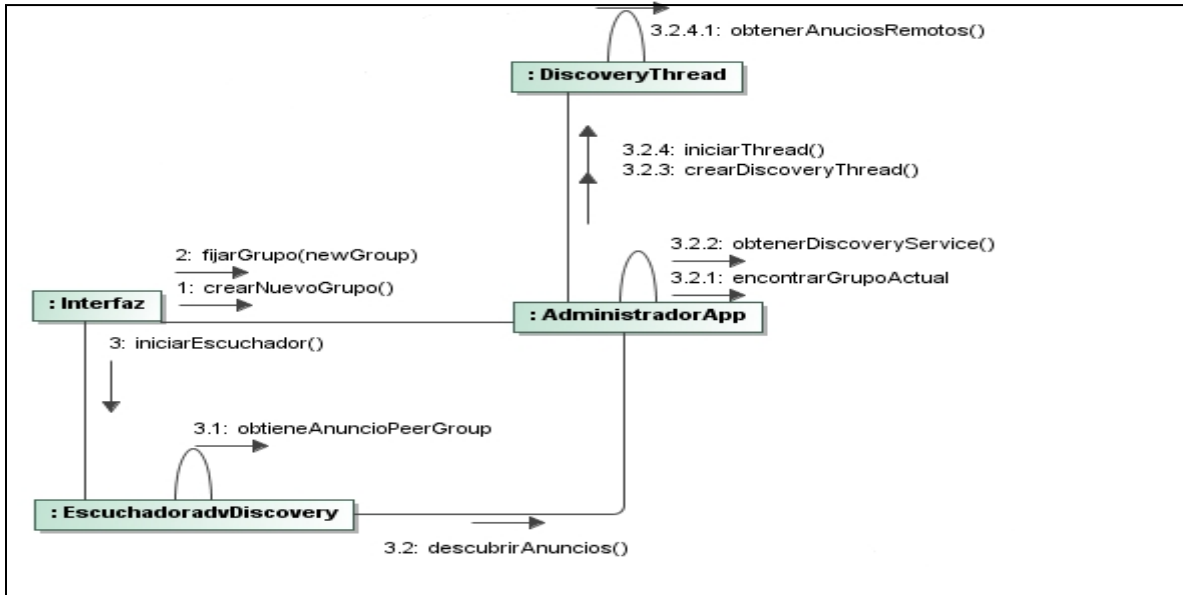 3.2.4.1: obtenerAnuciosRemotos()
: DiscoveryThread
3.2.4: iniciarThread()
3.2.3: crearDiscoveryThread()
2: fijarGrupo(newGroup)
1: crearNuevoGrupo()
3.2.2: obtenerDiscoveryService()
3.2.1: encontrarGrupoActual
: Interfaz
: AdministradorApp
3: iniciarEscuchador()
3.1: obtieneAnuncioPeerGroup
: EscuchadoradvDiscovery
3.2: descubrirAnuncios()